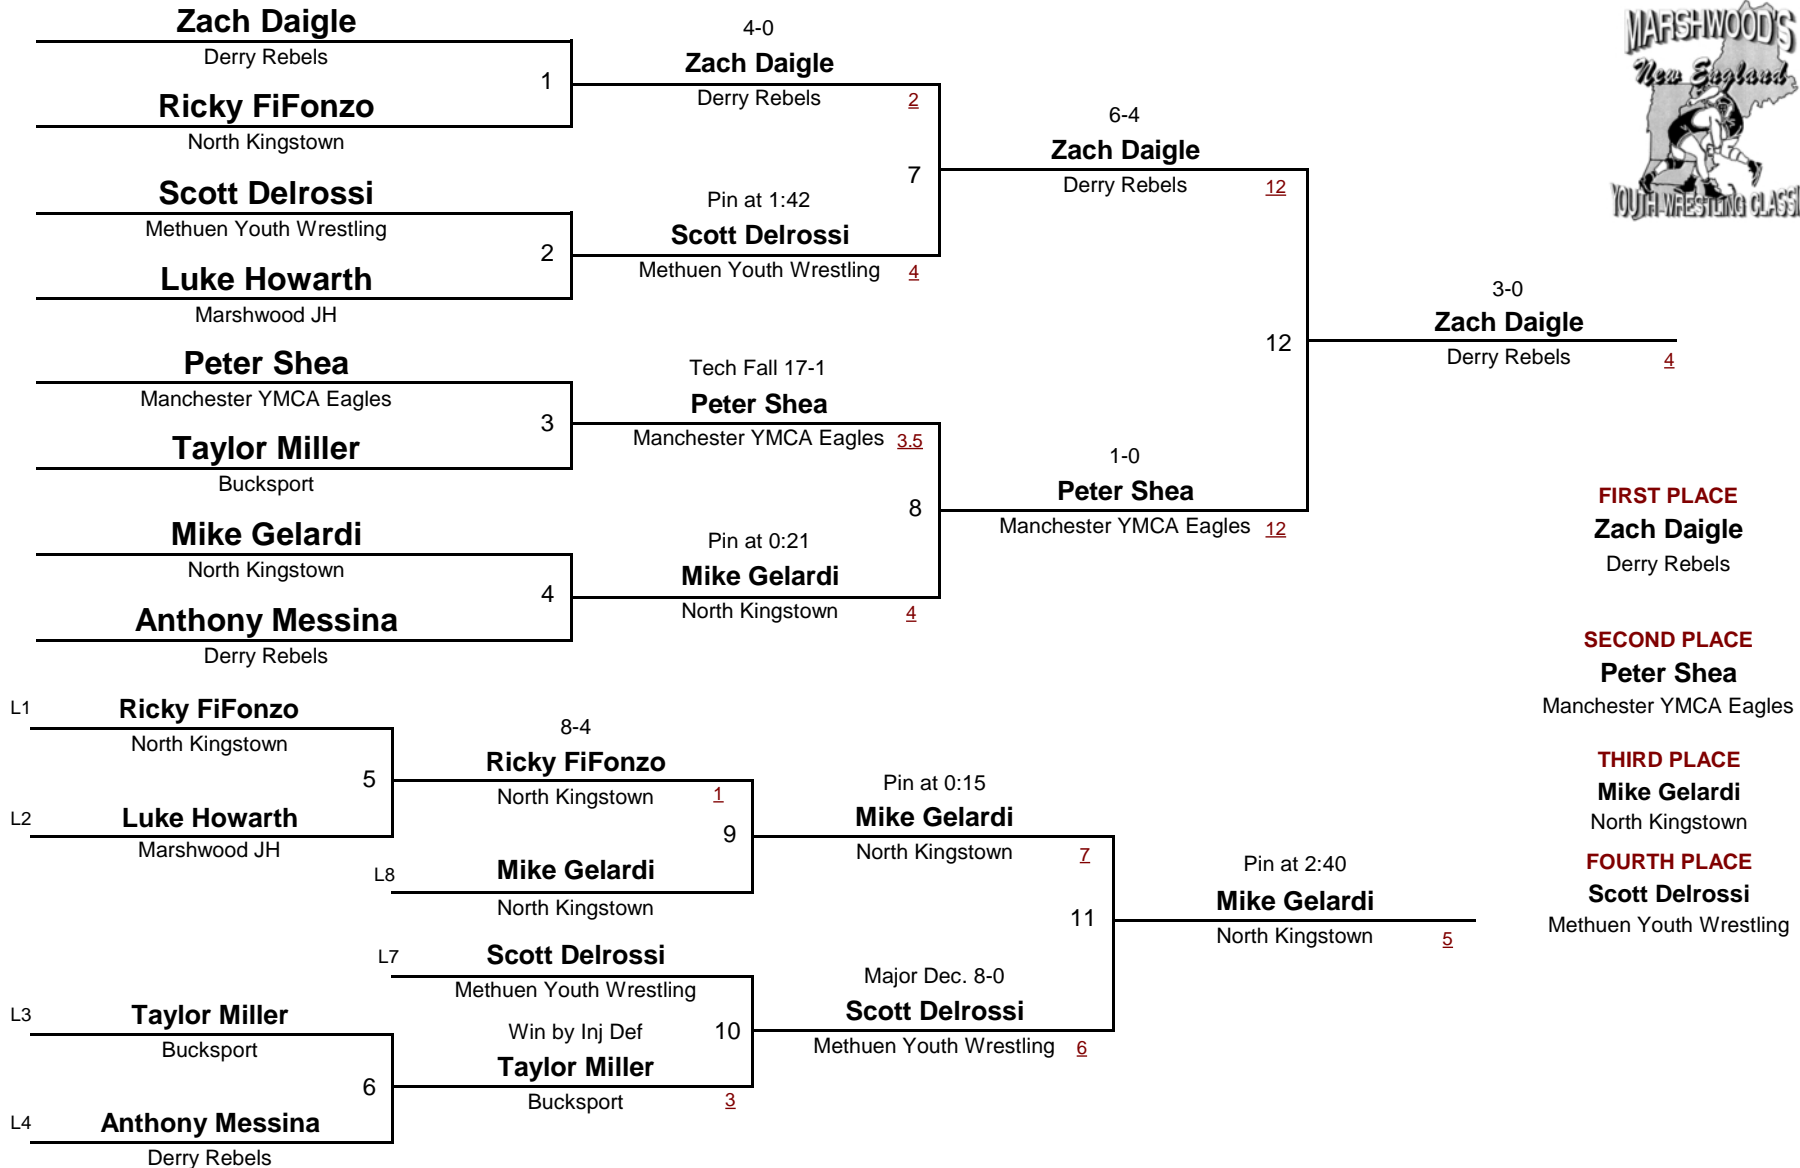 Zach Daigle
Derry Rebels
1
Ricky FiFonzo
North Kingstown
Scott Delrossi
Methuen Youth Wrestling
2
Luke Howarth
Marshwood JH
Peter Shea
Manchester YMCA Eagles
3
Taylor Miller
Bucksport
Mike Gelardi
North Kingstown
4
Anthony Messina
Derry Rebels
4-0
Zach Daigle
Derry Rebels 2
7
Pin at 1:42
Scott Delrossi
Methuen Youth Wrestling 4
Tech Fall 17-1
Peter Shea
Manchester YMCA Eagles 3.5
8
Pin at 0:21
Mike Gelardi
North Kingstown 4
6-4
Zach Daigle
Derry Rebels 12
12
1-0
Peter Shea
Manchester YMCA Eagles 12
3-0
Zach Daigle
Derry Rebels 4
MARSHWOOD'S
New England
YOUTH WRESTLING CLASSI
FIRST PLACE
Zach Daigle
Derry Rebels
SECOND PLACE
Peter Shea
Manchester YMCA Eagles
THIRD PLACE
Mike Gelardi
North Kingstown
FOURTH PLACE
Scott Delrossi
Methuen Youth Wrestling
L1 Ricky FiFonzo
North Kingstown
5
L2 Luke Howarth
Marshwood JH
8-4
Ricky FiFonzo
North Kingstown 1
9
L8 Mike Gelardi
North Kingstown
L7 Scott Delrossi
Methuen Youth Wrestling
10
Win by Inj Def
Taylor Miller
Bucksport 3
L3 Taylor Miller
Bucksport
6
L4 Anthony Messina
Derry Rebels
Pin at 0:15
Mike Gelardi
North Kingstown 7
11
Major Dec. 8-0
Scott Delrossi
Methuen Youth Wrestling 6
Pin at 2:40
Mike Gelardi
North Kingstown 5